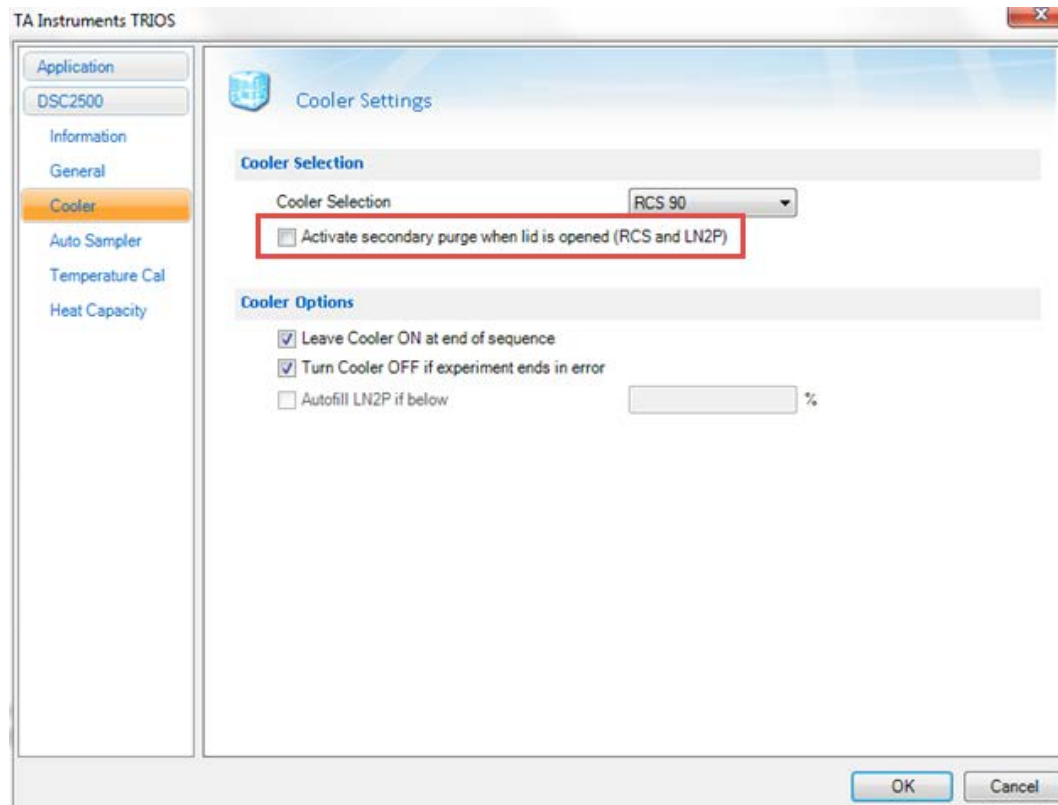 TA Instruments TRIOS
Application
DSC2500
Information
General
Cooler
Auto Sampler
Temperature Cal
Heat Capacity
Cooler Settings
Cooler Selection
Cooler Selection RCS 90
Activate secondary purge when lid is opened (RCS and LN2P)
Cooler Options
Leave Cooler ON at end of sequence
Turn Cooler OFF if experiment ends in error
Autofill LN2P if below %
OK Cancel